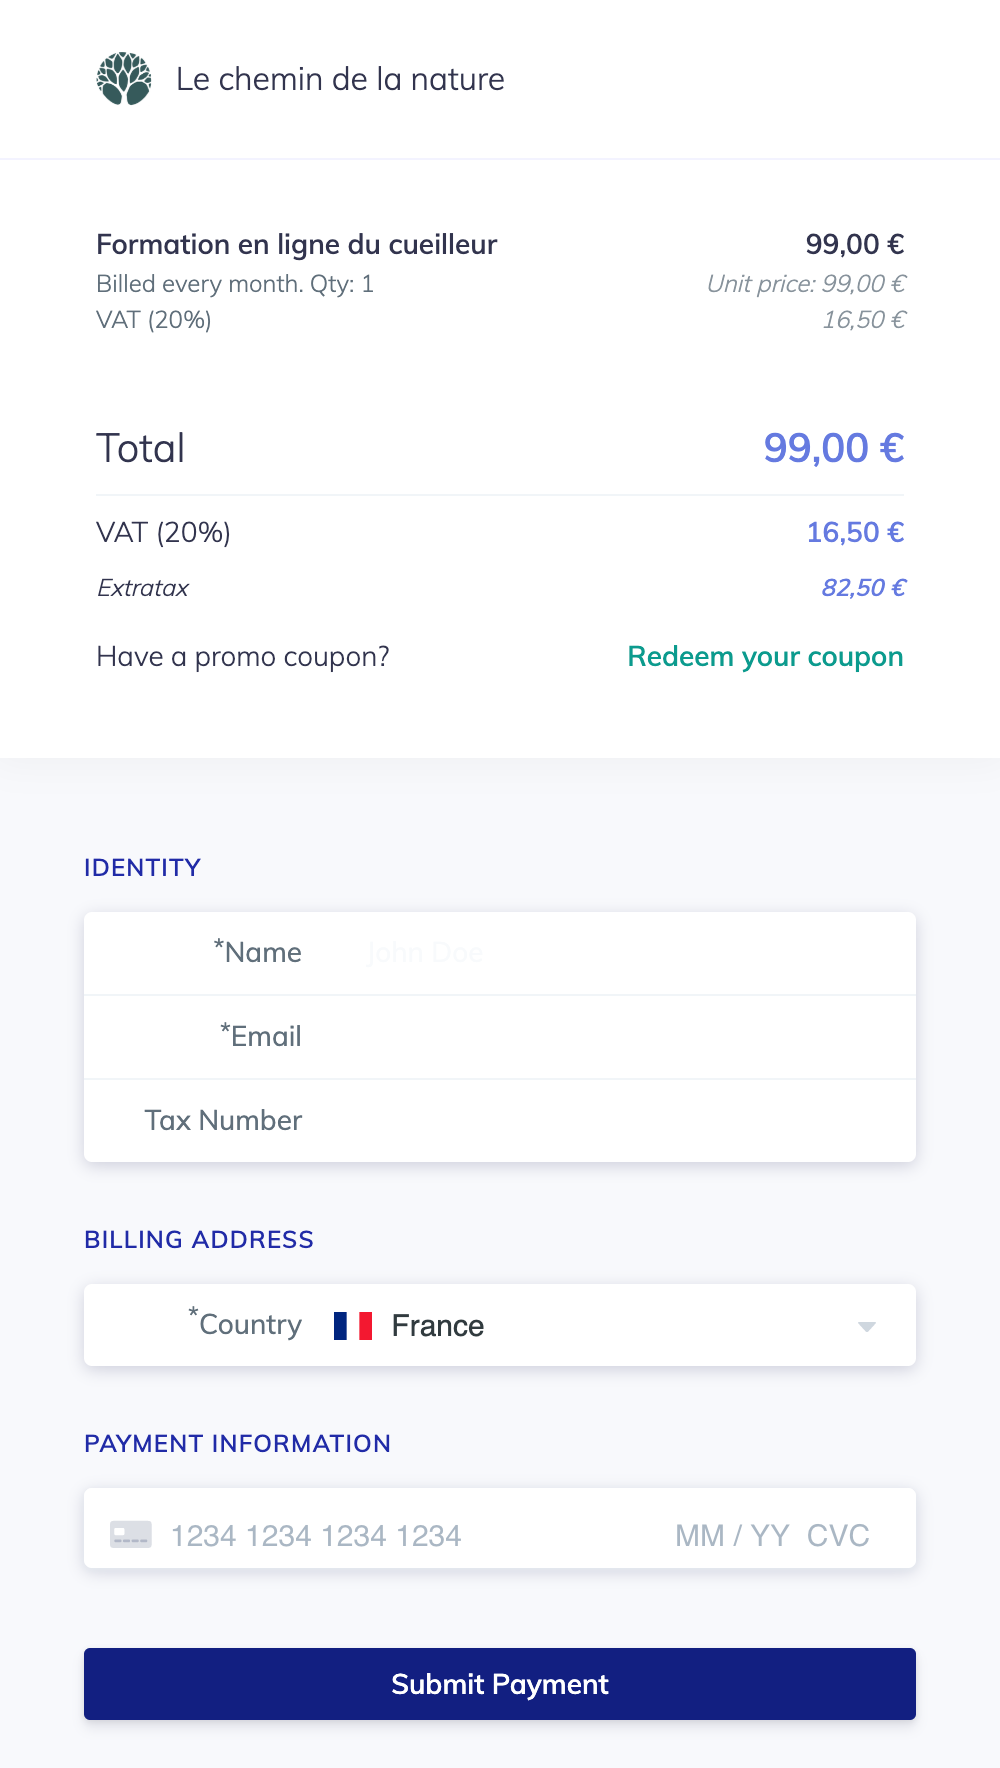 Le chemin de la nature
Formation en ligne du cueilleur 99,00 €
Billed every month. Qty: 1 Unit price: 99,00 €
VAT (20%) 16,50 €
Total 99,00 €
VAT (20%) 16,50 €
Extratax 82,50 €
Have a promo coupon? Redeem your coupon
IDENTITY
*Name John Doe
*Email
Tax Number
BILLING ADDRESS
*Country France
PAYMENT INFORMATION
1234 1234 1234 1234 MM / YY CVC
Submit Payment